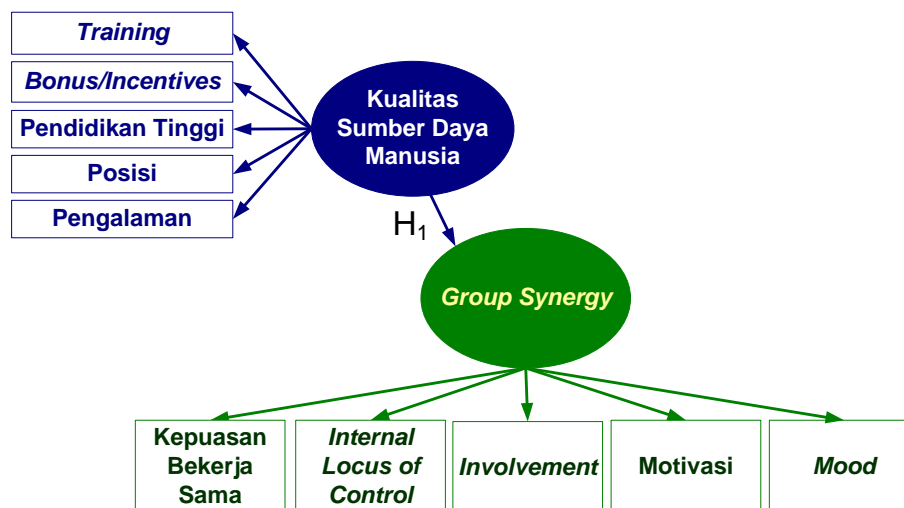 Training
Bonus/Incentives
Pendidikan Tinggi
Posisi
Pengalaman
Kualitas
Sumber Daya
Manusia
H₁
Group Synergy
Kepuasan
Bekerja
Sama
Internal
Locus of
Control
Involvement
Motivasi
Mood